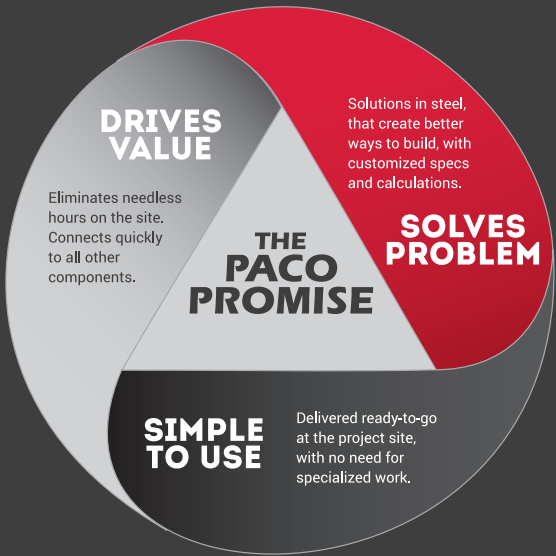 DRIVES
VALUE
Eliminates needless
hours on the site.
Connects quickly
to all other
components.
Solutions in steel,
that create better
ways to build, with
customized specs
and calculations.
SOLVES
PROBLEM
THE
PACO
PROMISE
SIMPLE
TO USE
Delivered ready-to-go
at the project site,
with no need for
specialized work.